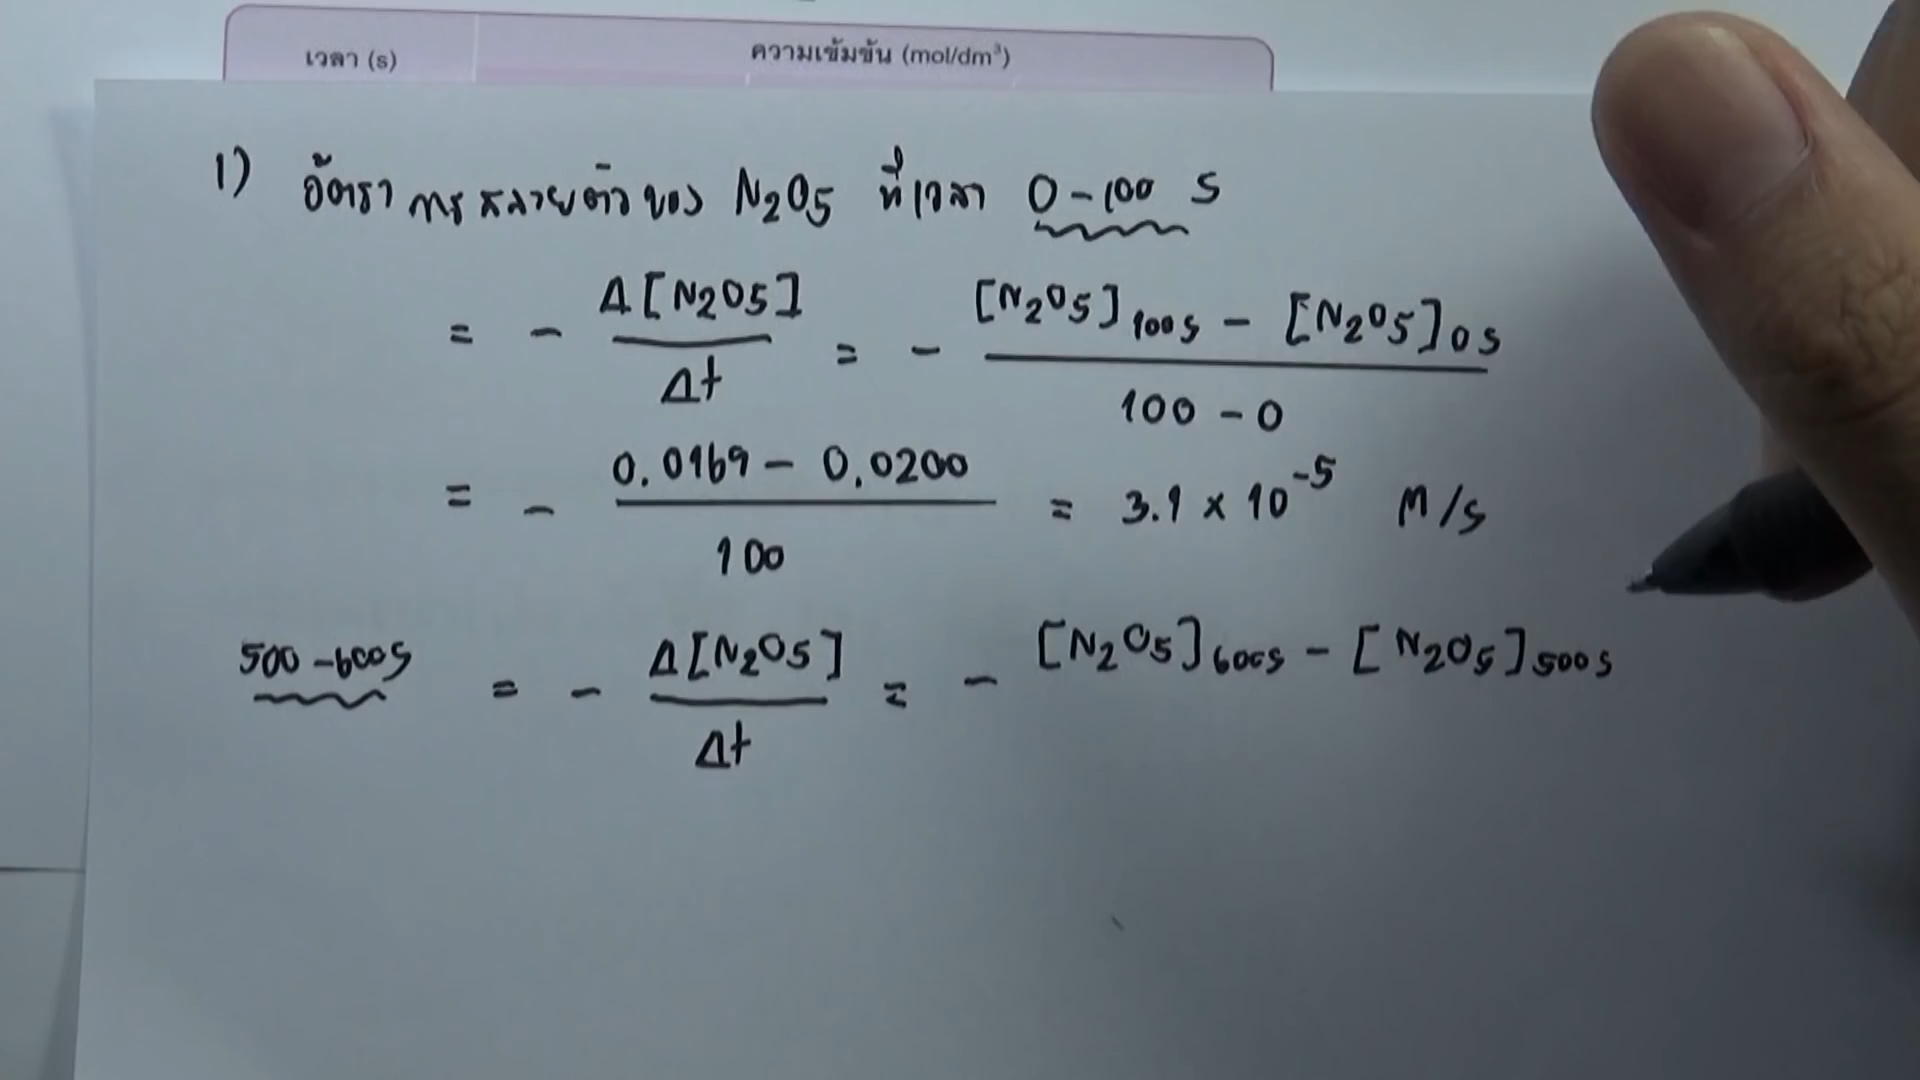 เวลา (s) ความเข้มข้น (mol/dm³)
1) อัตราการสลายตัวของ N₂O₅ ที่เวลา 0-100 s
= - Δ[N₂O₅] / Δt = - [N₂O₅]₁₀₀ₛ - [N₂O₅]₀ₛ / 100 - 0
= - 0.0169 - 0.0200 / 100 = 3.1 × 10⁻⁵ M/s
500-600s = - Δ[N₂O₅] / Δt = - [N₂O₅]₆₀₀ₛ - [N₂O₅]₅₀₀ₛ